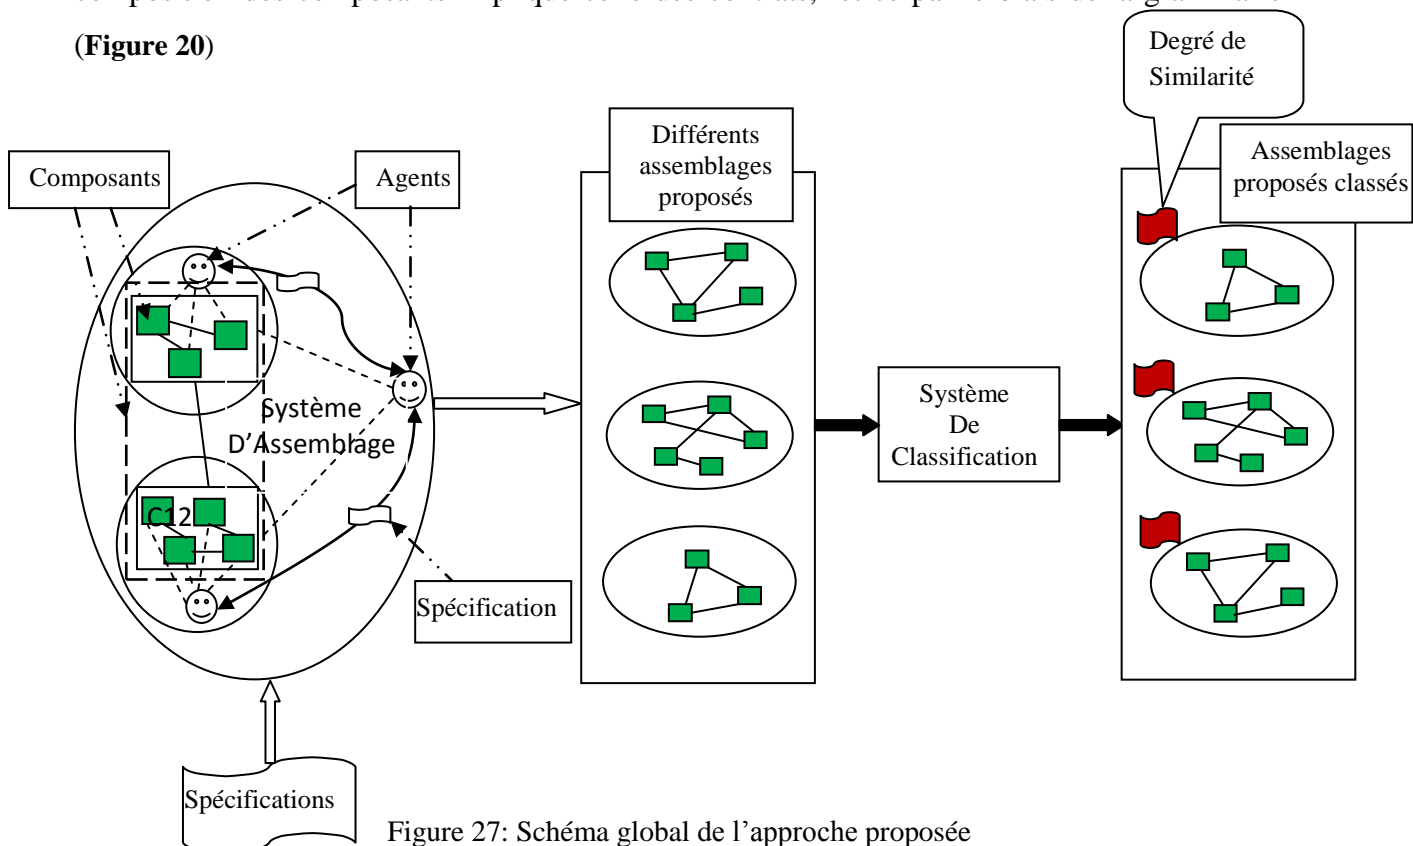 (Figure 20)
Degré de
Similarité
Différents
assemblages
proposés
Assemblages
proposés classés
Composants
Agents
Système
D’Assemblage
Système
De
Classification
C12
Spécification
Spécifications
Figure 27: Schéma global de l’approche proposée